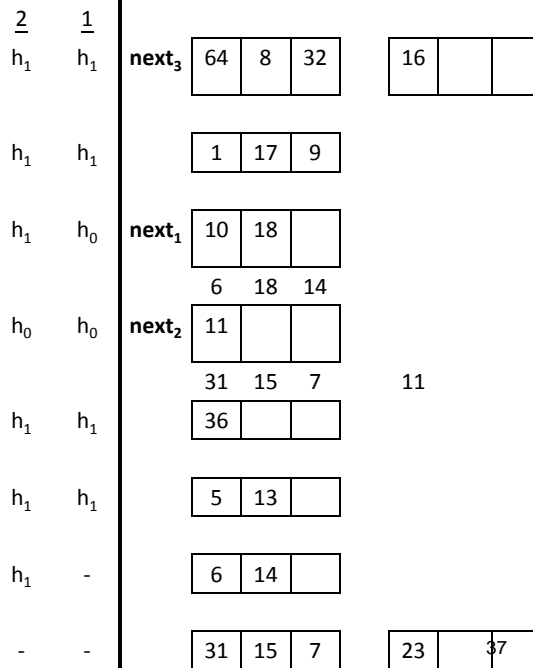 2 1
h₁ h₁ next₃ 64 8 32 16
h₁ h₁ 1 17 9
h₁ h₀ next₁ 10 18
6 18 14
h₀ h₀ next₂ 11
31 15 7 11
h₁ h₁ 36
h₁ h₁ 5 13
h₁ - 6 14
- - 31 15 7 23 37